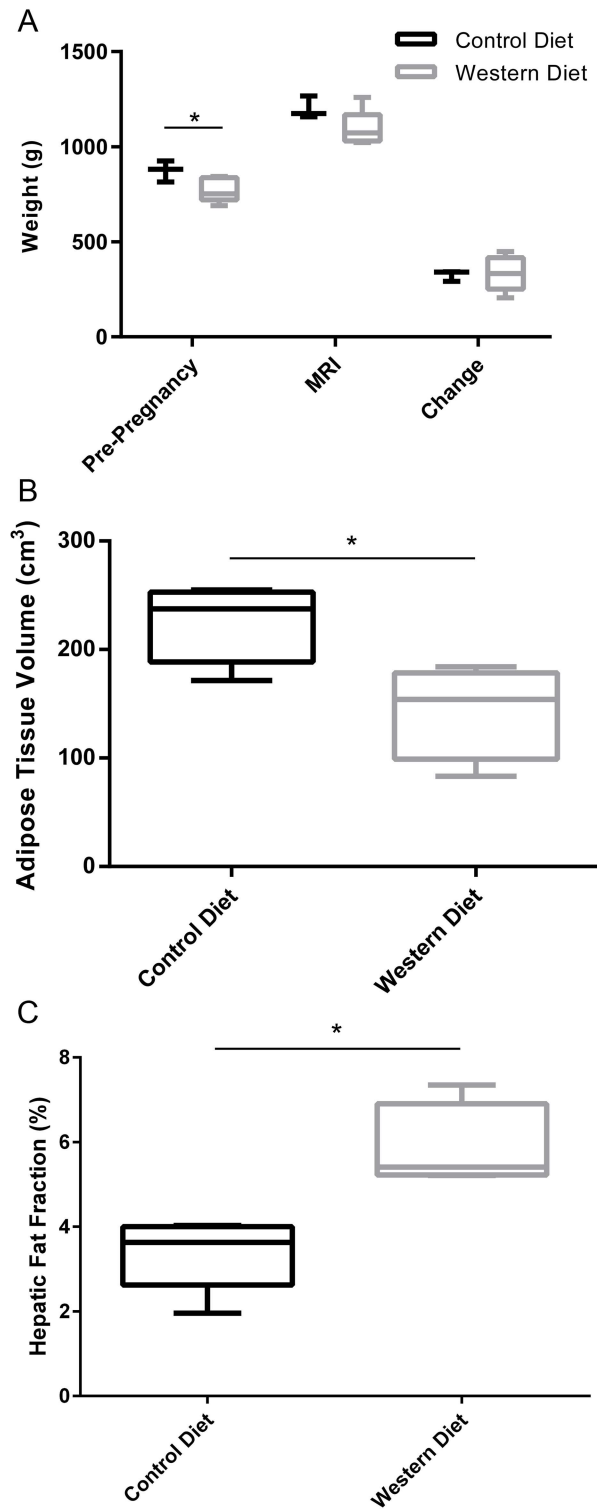 A
Control Diet
Western Diet
Weight (g)
1500
1000
500
0
*
Pre-Pregnancy
MRI
Change
B
Adipose Tissue Volume (cm³)
300
200
100
0
*
Control Diet
Western Diet
C
Hepatic Fat Fraction (%)
8
6
4
2
0
*
Control Diet
Western Diet